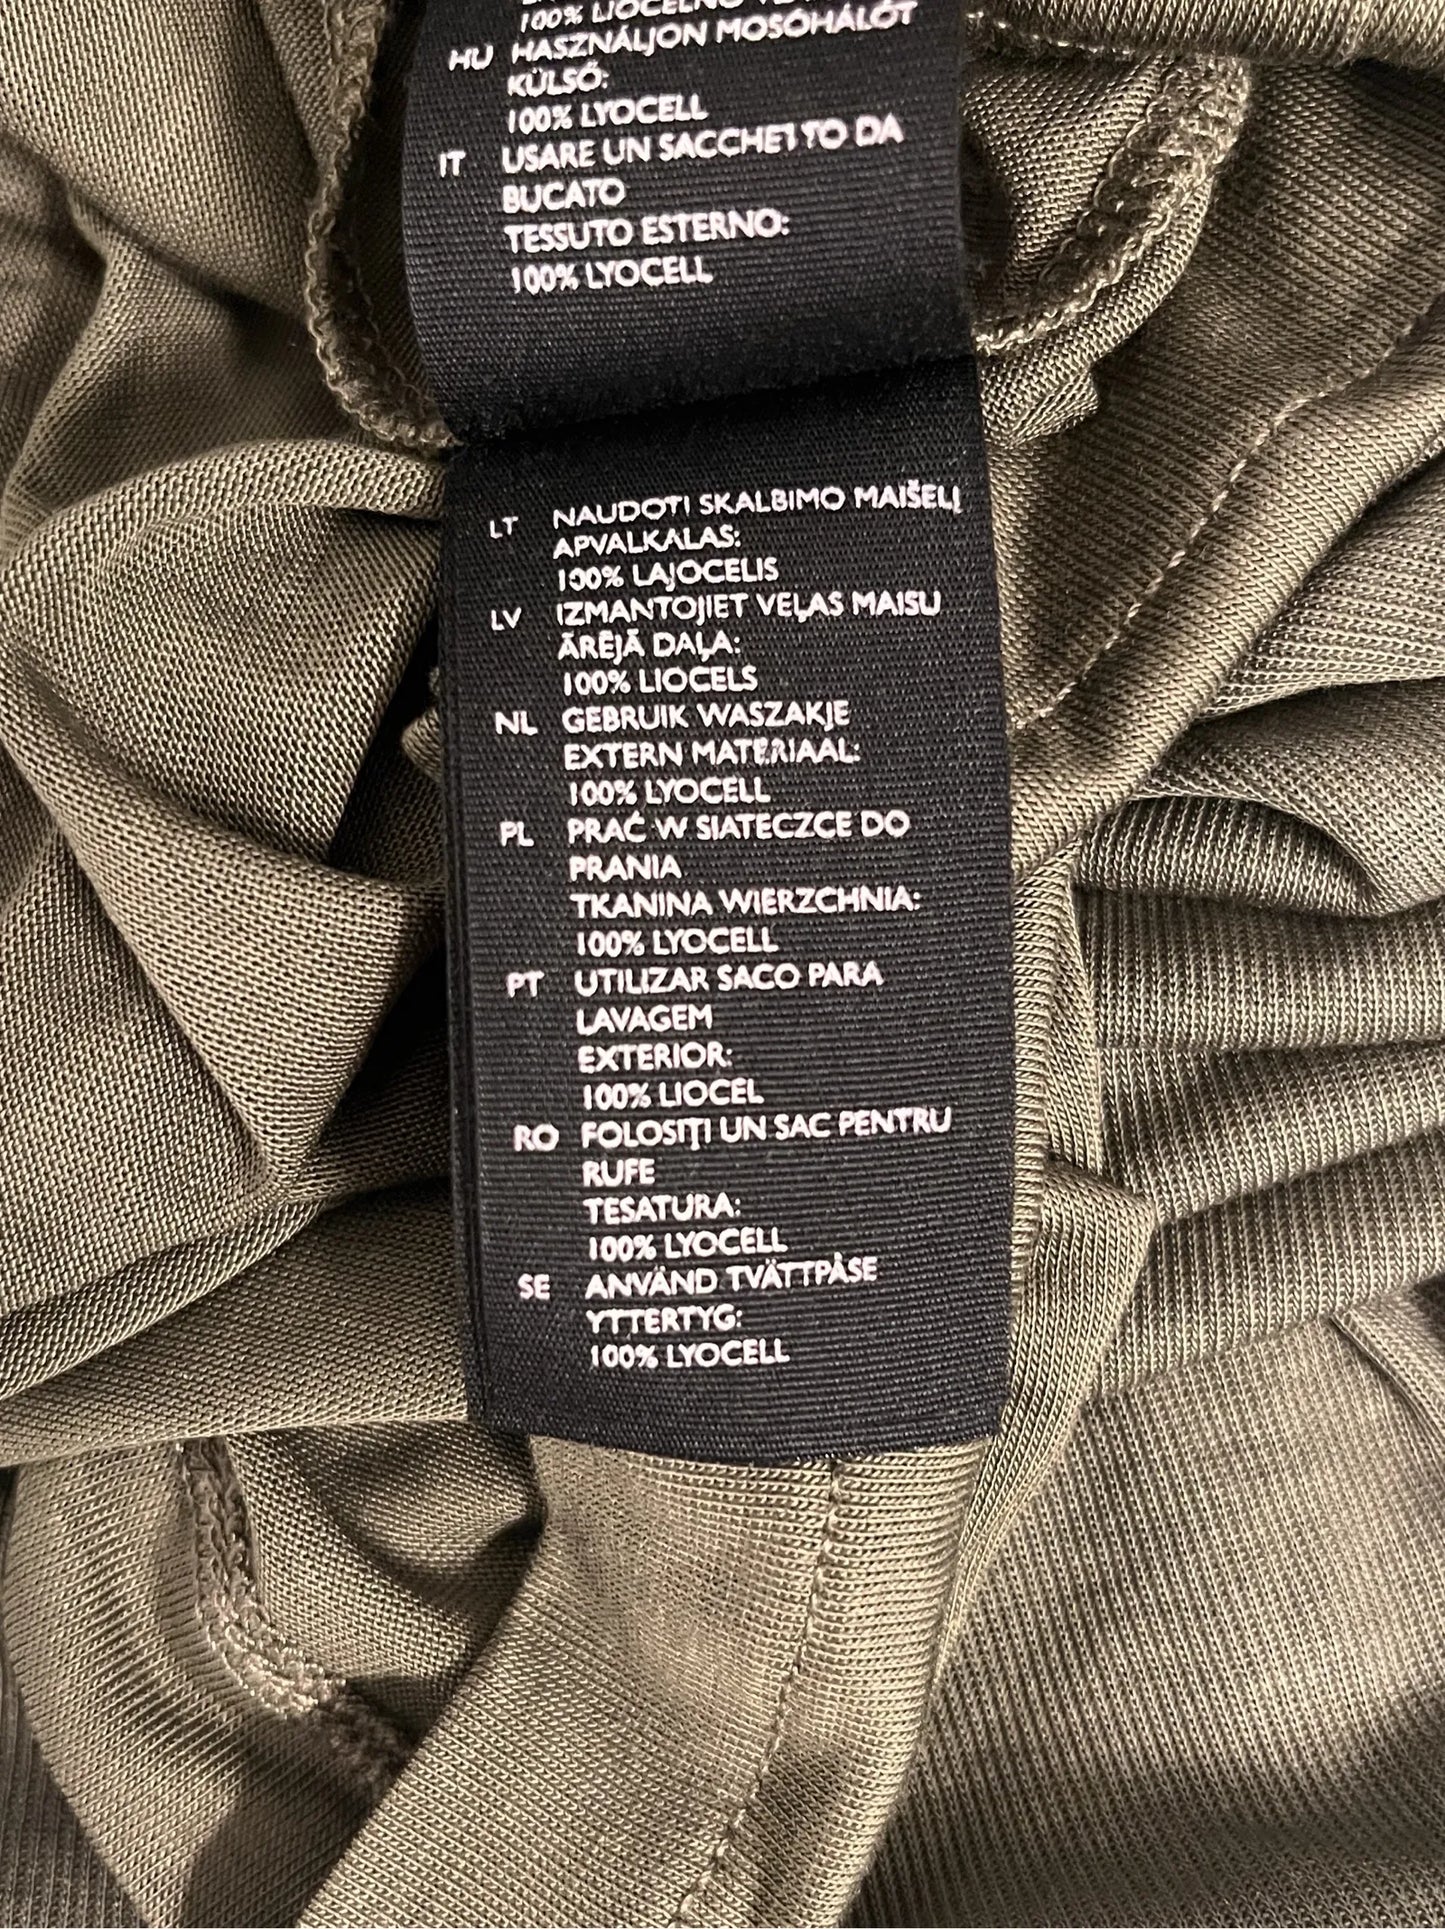 100% LIOCELNO
HU HASZNÁLJON MOSÓHÁLÓT
KÜLSŐ:
100% LYOCELL
IT USARE UN SACCHETTO DA
BUCATO
TESSUTO ESTERNO:
100% LYOCELL
LT NAUDOTI SKALBIMO MAIŠELĮ
APVALKALAS:
100% LAJOCELIS
LV IZMANTOJIET VEĻAS MAISU
ĀRĒJĀ DAĻA:
100% LIOCELS
NL GEBRUIK WASZAKJE
EXTERN MATERIAAL:
100% LYOCELL
PL PRAĆ W SIATECZCE DO
PRANIA
TKANINA WIERZCHNIA:
100% LYOCELL
PT UTILIZAR SACO PARA
LAVAGEM
EXTERIOR:
100% LIOCEL
RO FOLOSIȚI UN SAC PENTRU
RUFE
TESATURA:
100% LYOCELL
SE ANVÄND TVÄTTPÅSE
YTTERTYG:
100% LYOCELL